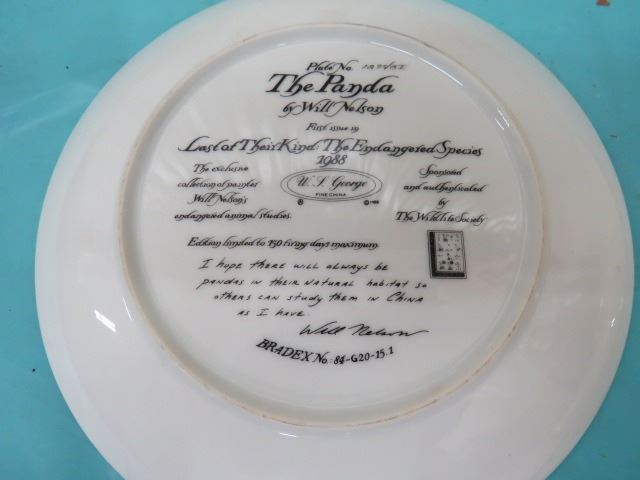 Plate No.
The Panda
by Will Nelson
First issue in
Last of Their Kind: The Endangered Species
1988
The exclusive
collection of painter
Will Nelson's
endangered animal studies.
W. L. George
FINE CHINA
®
©1988
Sponsored
and authenticated
by
The Wildlife Society
Edition limited to 150 firing days maximum.
I hope there will always be
pandas in their natural habitat so
others can study them in China
as I have.
Will Nelson
BRADEX No.: 84-G20-15.1